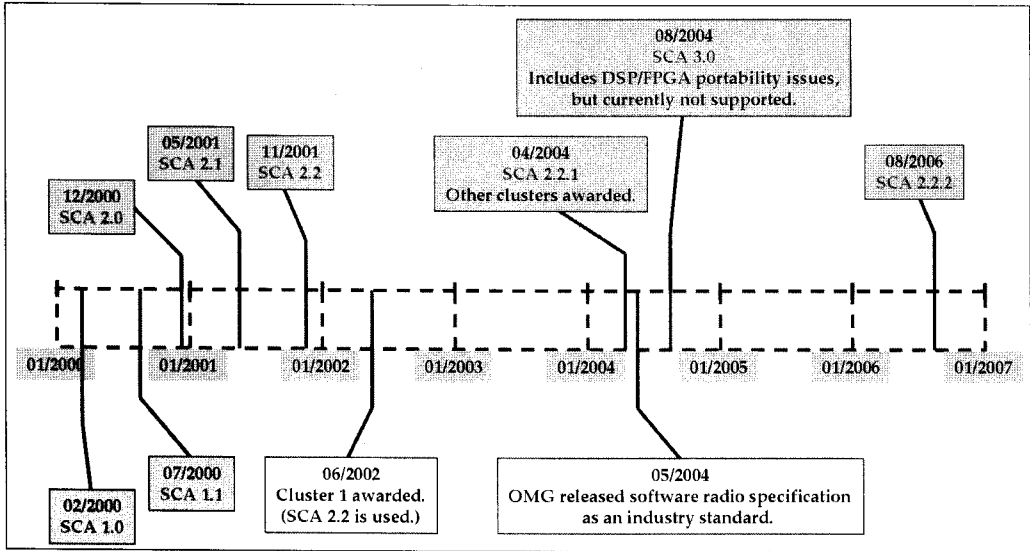 08/2004
SCA 3.0
Includes DSP/FPGA portability issues,
but currently not supported.
05/2001
SCA 2.1
11/2001
SCA 2.2
04/2004
SCA 2.2.1
Other clusters awarded.
08/2006
SCA 2.2.2
12/2000
SCA 2.0
01/2000
01/2001
01/2002
01/2003
01/2004
01/2005
01/2006
01/2007
07/2000
SCA 1.1
06/2002
Cluster 1 awarded.
(SCA 2.2 is used.)
05/2004
OMG released software radio specification
as an industry standard.
02/2000
SCA 1.0